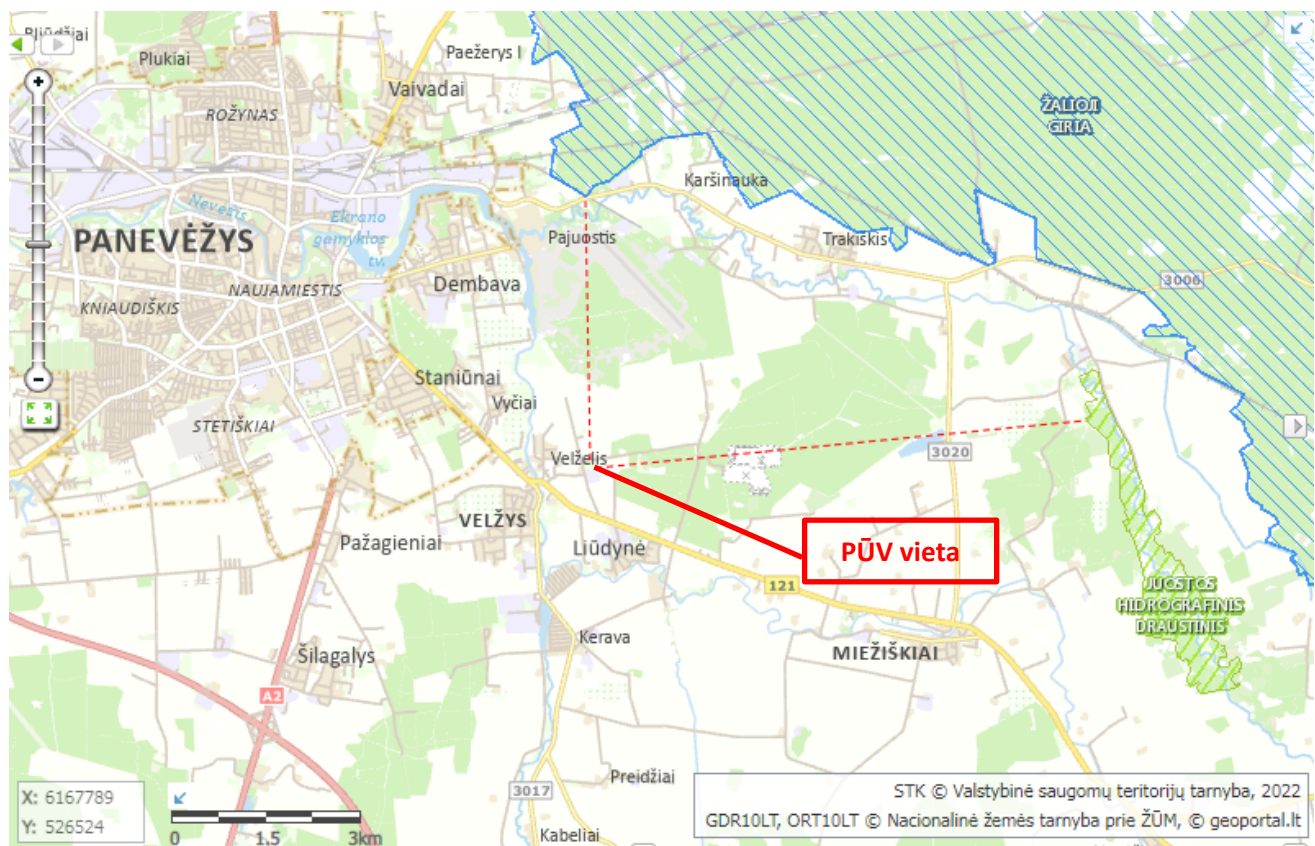 Plukiai
Paežerys I
Vaivadai
ROŽYNAS
ŽALIOJI
GIRIA
Karšinauka
Nevėžis
Ekrano
gamyklos
tv.
PANEVĖŽYS
Pajuostis
Trakiškis
Dembava
NAUJAMIESTIS
3006
KNIAUDIŠKIS
Staniūnai
Vyčiai
STETIŠKIAI
Velželis
3020
VELŽYS
Pažagieniai
Liūdynė
PŪV vieta
121
JUOSTOS
HIDROGRAFINIS
DRAUSTINIS
Kerava
MIEŽIŠKIAI
Šilagalys
A2
Preidžiai
3017
X: 6167789
Y: 526524
0 1.5 3km
Kabeliai
STK © Valstybinė saugomų teritorijų tarnyba, 2022
GDR10LT, ORT10LT © Nacionalinė žemės tarnyba prie ŽŪM, © geoportal.lt